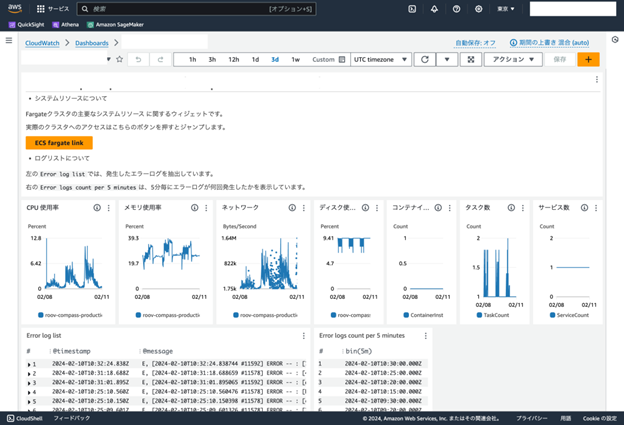 aws
サービス
検索
[オプション+S]
東京 ▼
QuickSight
Athena
Amazon SageMaker
CloudWatch
Dashboards
自動保存: オフ
期間の上書き 混合 (auto)
1h 3h 12h 1d 3d 1w Custom
UTC timezone
アクション
保存
• システムリソースについて
Fargateクラスタの主要なシステムリソース に関するウィジェットです。
実際のクラスタへのアクセスはこちらのボタンを押すとジャンプします。
ECS fargate link
• ログリストについて
左の Error log list では、発生したエラーログを抽出しています。
右の Error logs count per 5 minutes は、5分毎にエラーログが何回発生したかを表示しています。
CPU 使用率
Percent
12.8
6.42
0
02/08 02/11
roov-compass-producti
メモリ使用率
Percent
39.3
19.7
0
02/08 02/11
roov-compass-producti
ネットワーク
Bytes/Second
1.64M
822k
1.75k
02/08 02/11
roov-compass-producti
ディスク使...
Percent
9.41
4.7
0
02/08 02/11
roov-compas:
コンテナイ...
Count
1
0.5
0
02/08 02/11
ContainerInst
タスク数
Count
2
1.5
1
02/08 02/11
TaskCount
サービス数
Count
2
1
0
02/08 02/11
ServiceCount
Error log list
# @timestamp @message
1 2024-02-10T10:32:24.838Z E, [2024-02-10T10:32:24.838744 #11592] ERROR -- : [
2 2024-02-10T10:31:18.688Z E, [2024-02-10T10:31:18.688659 #11578] ERROR -- : [
3 2024-02-10T10:31:01.895Z E, [2024-02-10T10:31:01.895065 #11592] ERROR -- : [
4 2024-02-10T10:25:10.560Z E, [2024-02-10T10:25:10.560476 #11578] ERROR -- : [
5 2024-02-10T10:25:10.150Z E, [2024-02-10T10:25:10.150398 #11578] ERROR -- : [
Error logs count per 5 minutes
# bin(5m)
1 2024-02-10T10:30:00.000Z
2 2024-02-10T10:25:00.000Z
3 2024-02-10T10:20:00.000Z
4 2024-02-10T10:15:00.000Z
5 2024-02-10T09:30:00.000Z
CloudShell
フィードバック
© 2024, Amazon Web Services, Inc. またはその関連会社。
プライバシー
用語
Cookie の設定